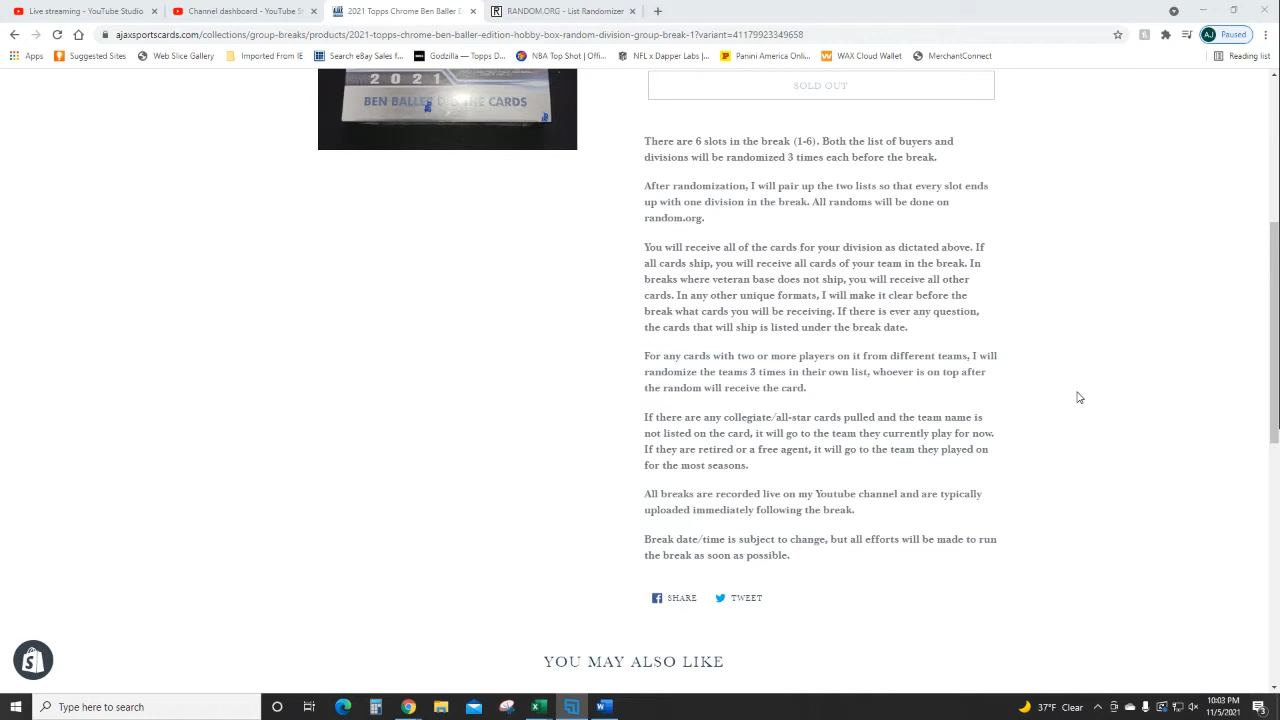 Live streaming - YouTube Studio
Channel dashboard - YouTube St
2021 Topps Chrome Ben Baller E
RANDOM.ORG - List Randomizer
ajaxsportscards.com/collections/group-breaks/products/2021-topps-chrome-ben-baller-edition-hobby-box-random-division-group-break-1?variant=41179923349658
AJ Paused
Apps
Suggested Sites
Web Slice Gallery
Imported From IE
Search eBay sales f...
Godzilla — Topps D...
NBA Top Shot | Offi...
NFL x Dapper Labs |...
Panini America Onli...
WAX Cloud Wallet
MerchantConnect
Reading list
2021
BEN BALLER DID THE CARDS
SOLD OUT
There are 6 slots in the break (1-6). Both the list of buyers and
divisions will be randomized 3 times each before the break.
After randomization, I will pair up the two lists so that every slot ends
up with one division in the break. All randoms will be done on
random.org.
You will receive all of the cards for your division as dictated above. If
all cards ship, you will receive all cards of your team in the break. In
breaks where veteran base does not ship, you will receive all other
cards. In any other unique formats, I will make it clear before the
break what cards you will be receiving. If there is ever any question,
the cards that will ship is listed under the break date.
For any cards with two or more players on it from different teams, I will
randomize the teams 3 times in their own list, whoever is on top after
the random will receive the card.
If there are any collegiate/all-star cards pulled and the team name is
not listed on the card, it will go to the team they currently play for now.
If they are retired or a free agent, it will go to the team they played on
for the most seasons.
All breaks are recorded live on my Youtube channel and are typically
uploaded immediately following the break.
Break date/time is subject to change, but all efforts will be made to run
the break as soon as possible.
SHARE
TWEET
YOU MAY ALSO LIKE
Type here to search
37°F Clear
10:03 PM
11/5/2021